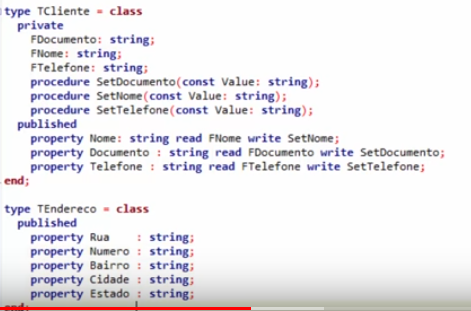 type TCliente = class
private
FDocumento: string;
FNome: string;
FTelefone: string;
procedure SetDocumento(const Value: string);
procedure SetNome(const Value: string);
procedure SetTelefone(const Value: string);
published
property Nome: string read FNome write SetNome;
property Documento : string read FDocumento write SetDocumento;
property Telefone : string read FTelefone write SetTelefone;
end;
type TEndereco = class
published
property Rua : string;
property Numero : string;
property Bairro : string;
property Cidade : string;
property Estado : string;
end;